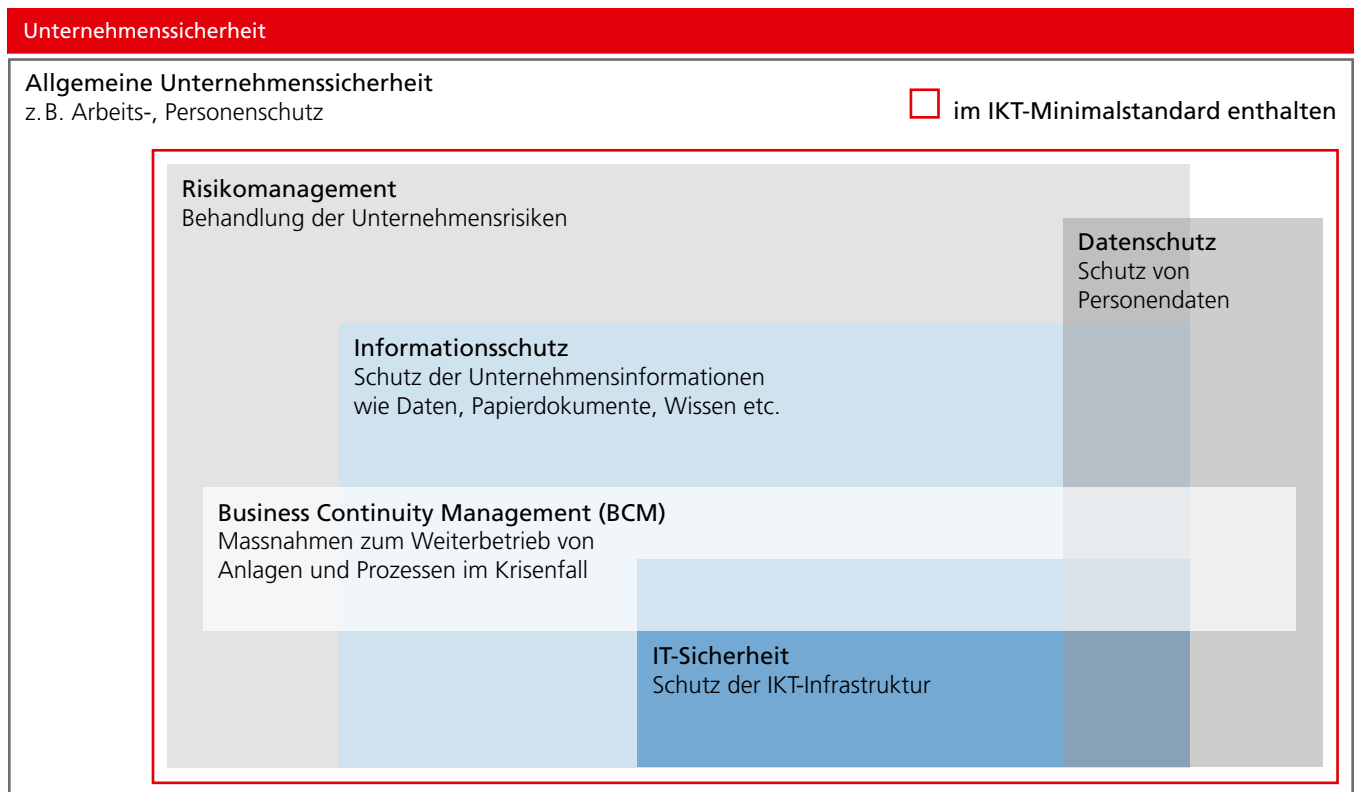 Unternehmenssicherheit
Allgemeine Unternehmenssicherheit
z.B. Arbeits-, Personenschutz
im IKT-Minimalstandard enthalten
Risikomanagement
Behandlung der Unternehmensrisiken
Datenschutz
Schutz von
Personendaten
Informationsschutz
Schutz der Unternehmensinformationen
wie Daten, Papierdokumente, Wissen etc.
Business Continuity Management (BCM)
Massnahmen zum Weiterbetrieb von
Anlagen und Prozessen im Krisenfall
IT-Sicherheit
Schutz der IKT-Infrastruktur